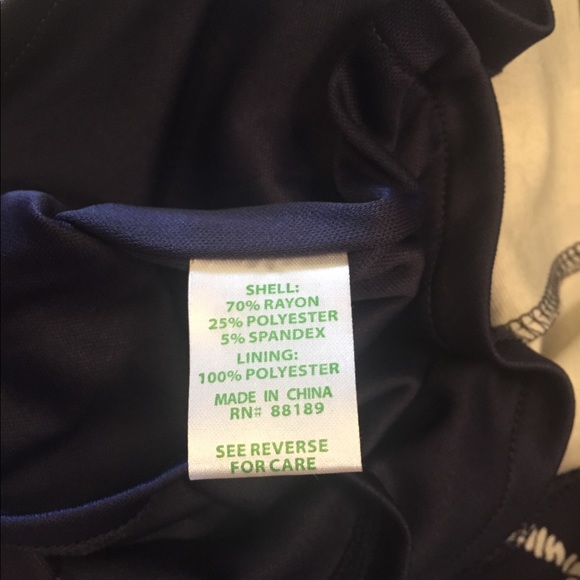 SHELL:
70% RAYON
25% POLYESTER
5% SPANDEX
LINING:
100% POLYESTER
MADE IN CHINA
RN# 88189
SEE REVERSE
FOR CARE